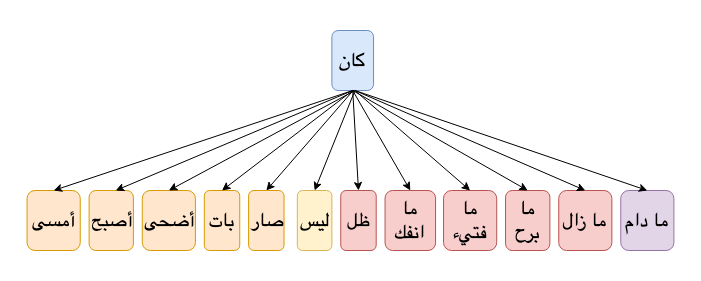 كان
ما دام
ما زال
ما
برح
ما
فتيء
ما
انفك
ظل
ليس
صار
بات
أضحى
أصبح
أمسى